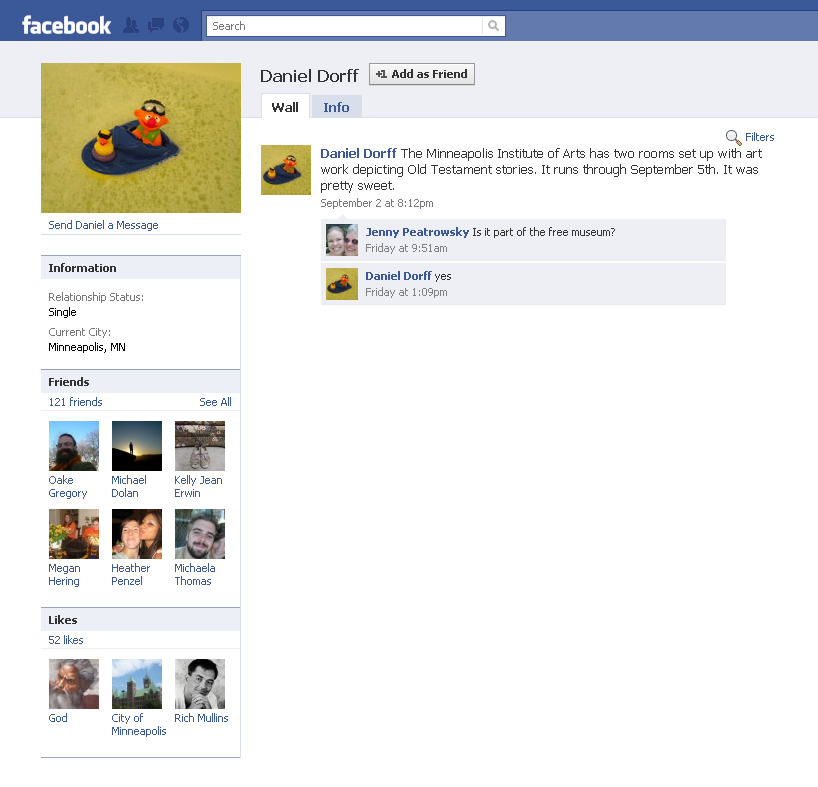 facebook
Search
Daniel Dorff
+1 Add as Friend
Wall
Info
Filters
Daniel Dorff The Minneapolis Institute of Arts has two rooms set up with art
work depicting Old Testament stories. It runs through September 5th. It was
pretty sweet.
September 2 at 8:12pm
Jenny Peatrowsky Is it part of the free museum?
Friday at 9:51am
Daniel Dorff yes
Friday at 1:09pm
Send Daniel a Message
Information
Relationship Status:
Single
Current City:
Minneapolis, MN
Friends
121 friends
See All
Oake
Gregory
Michael
Dolan
Kelly Jean
Erwin
Megan
Hering
Heather
Penzel
Michaela
Thomas
Likes
52 likes
God
City of
Minneapolis
Rich Mullins